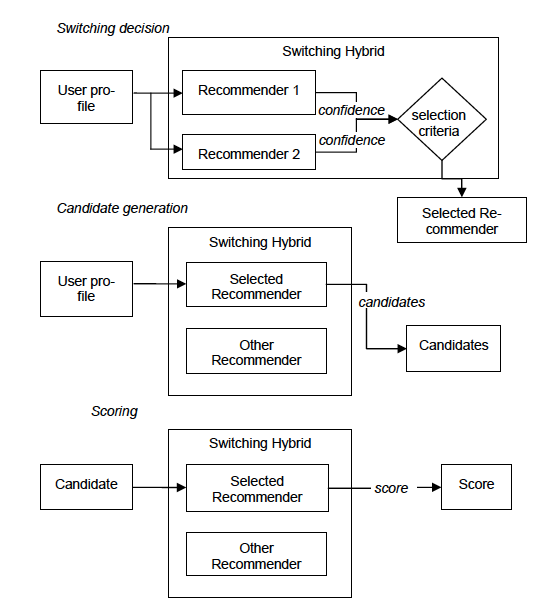 Switching decision
Switching Hybrid
User pro-
file
Recommender 1
confidence
selection
criteria
confidence
Recommender 2
Selected Re-
commender
Candidate generation
Switching Hybrid
User pro-
file
Selected
Recommender
candidates
Other
Recommender
Candidates
Scoring
Switching Hybrid
Candidate
Selected
Recommender
score
Score
Other
Recommender